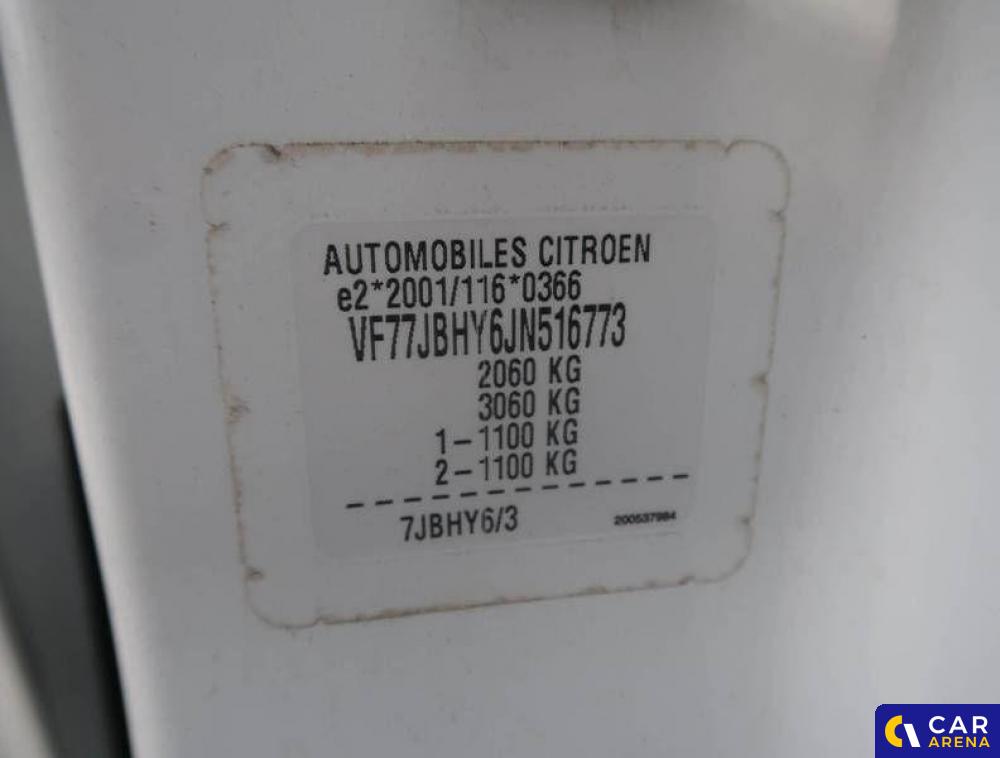 AUTOMOBILES CITROEN
e2*2001/116*0366
VF77JBHY6JN516773
2060 KG
3060 KG
1-1100 KG
2-1100 KG
7JBHY6/3
200537984
CAR
ARENA